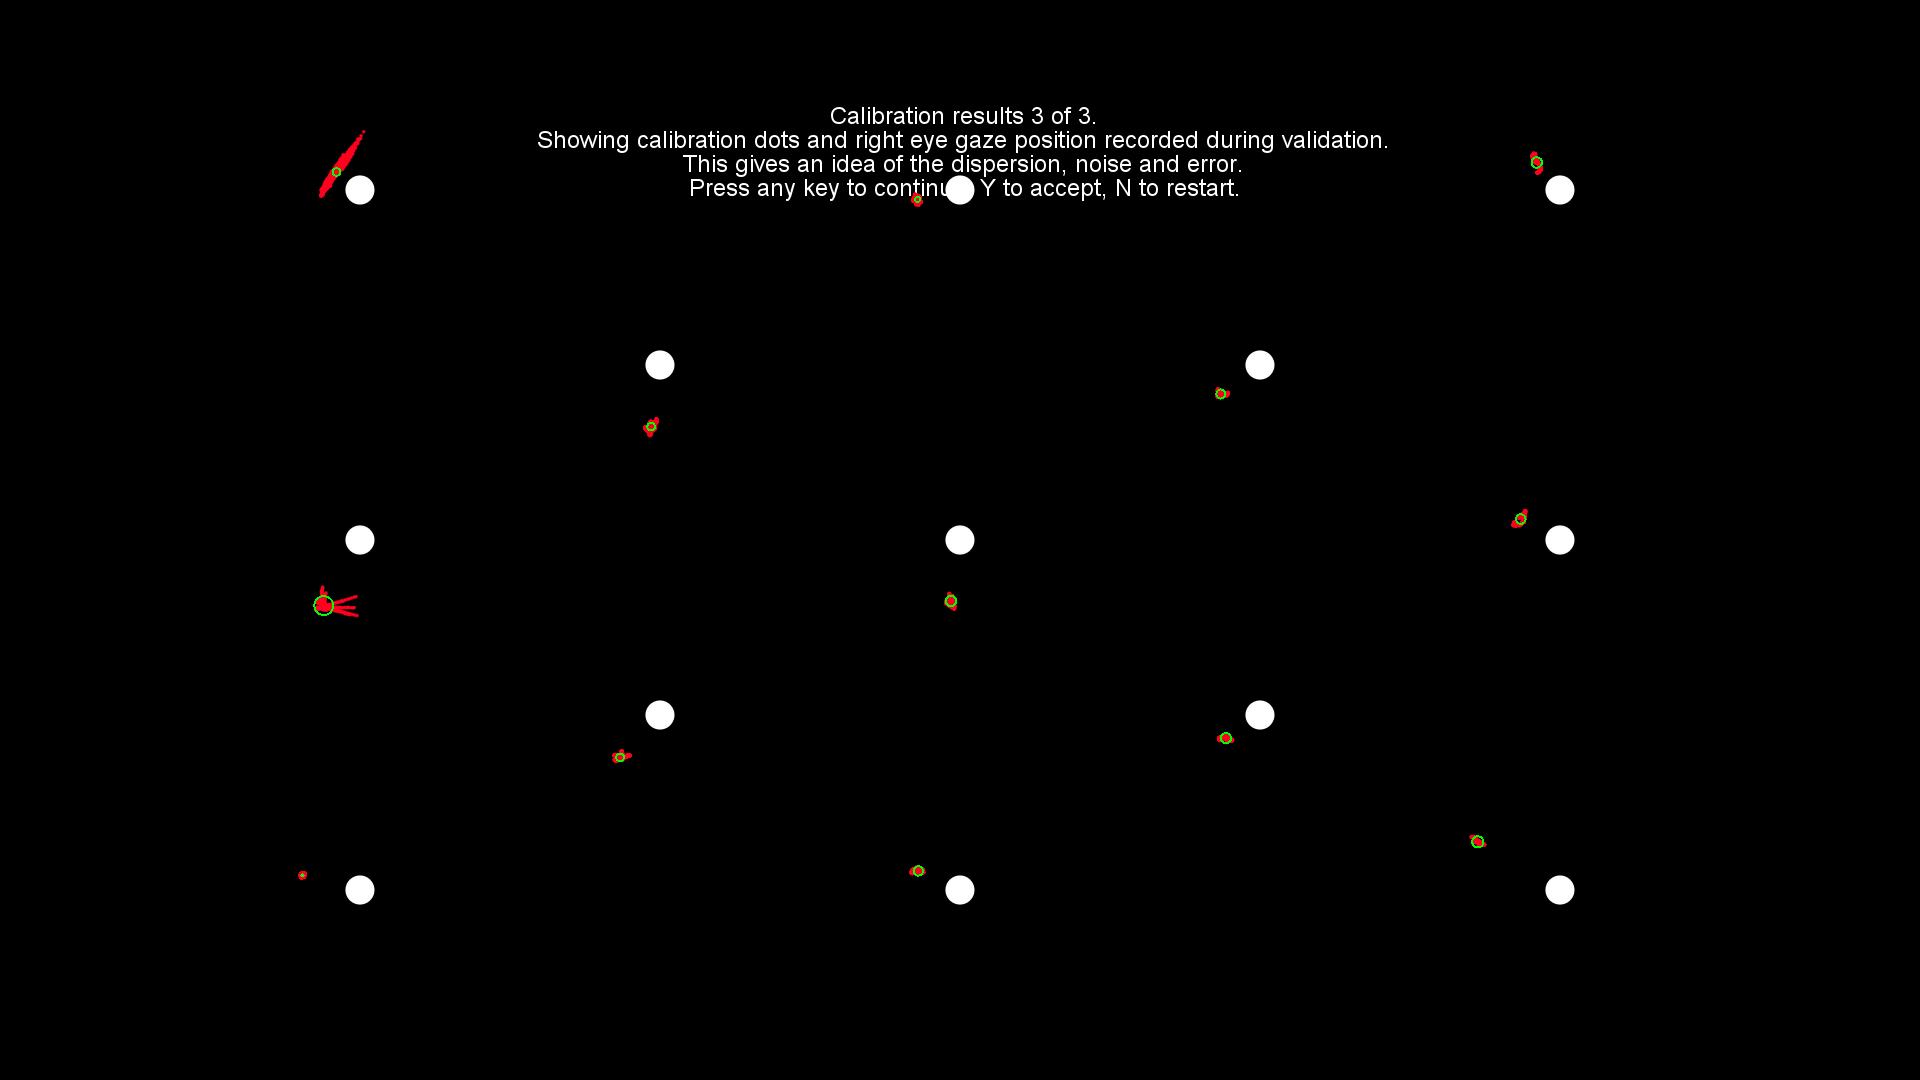 Calibration results 3 of 3.
Showing calibration dots and right eye gaze position recorded during validation.
This gives an idea of the dispersion, noise and error.
Press any key to continu Y to accept, N to restart.